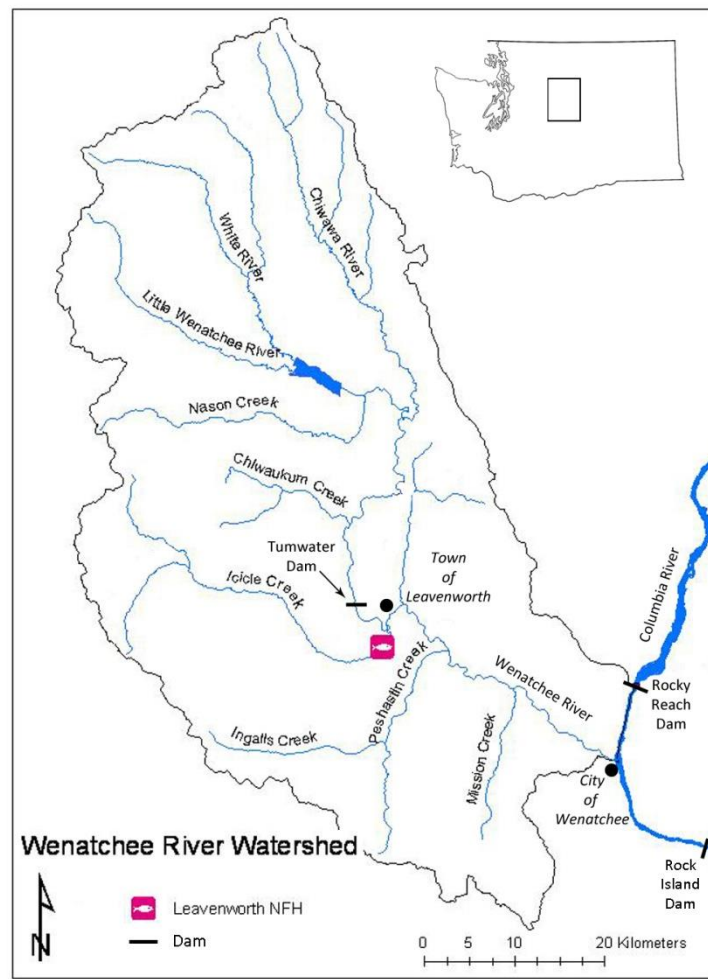 Chiwawa River
White River
Little Wenatchee River
Nason Creek
Chiwaukum Creek
Tumwater
Dam
Town
of
Leavenworth
Icicle Creek
Columbia River
Peshastin Creek
Wenatchee River
Rocky
Reach
Dam
Ingalls Creek
Mission Creek
City
of
Wenatchee
Wenatchee River Watershed
Rock
Island
Dam
N
Leavenworth NFH
Dam
0 5 10 20 Kilometers